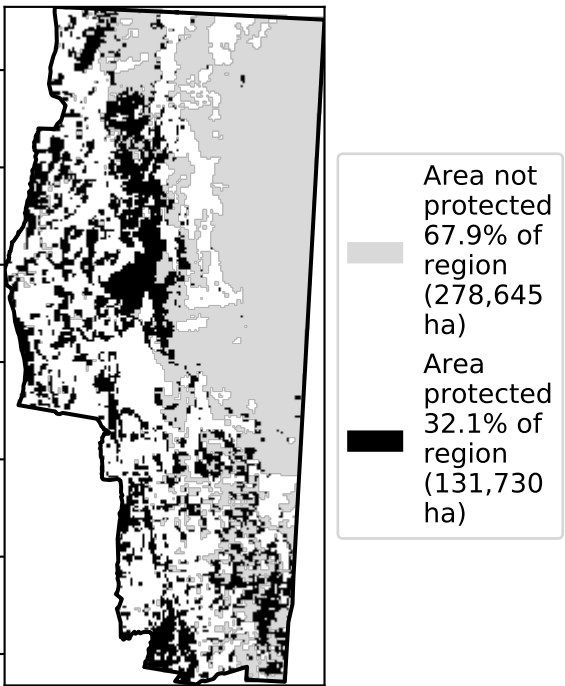 Area not
protected
67.9% of
region
(278,645
ha)
Area
protected
32.1% of
region
(131,730
ha)